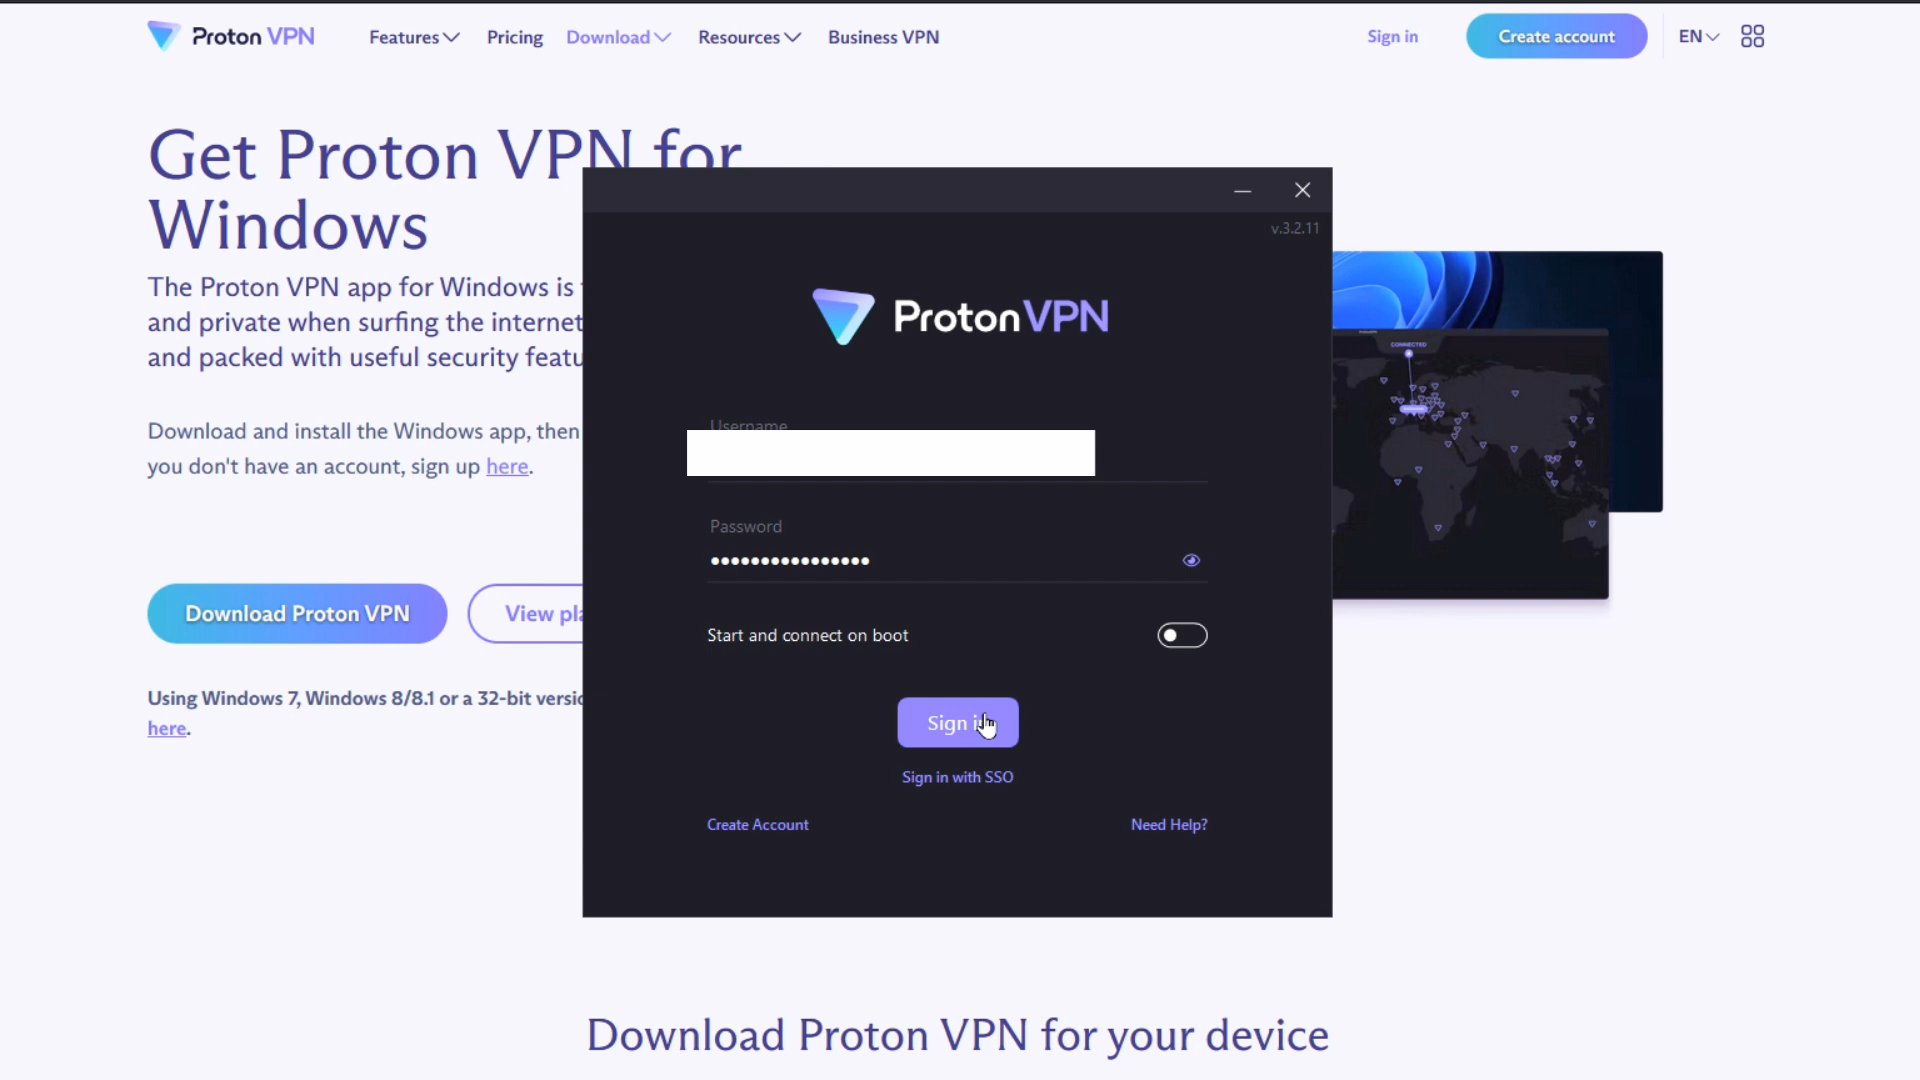 Proton VPN
Features
Pricing
Download
Resources
Business VPN
Sign in
Create account
EN
Get Proton VPN for
Windows
The Proton VPN app for Windows is
and private when surfing the internet
and packed with useful security featu
Download and install the Windows app, then
you don't have an account, sign up here.
Download Proton VPN
View pla
Using Windows 7, Windows 8/8.1 or a 32-bit versio
here.
v.3.2.11
ProtonVPN
Username
Password
Start and connect on boot
Sign in
Sign in with SSO
Create Account
Need Help?
CONNECTED
Download Proton VPN for your device